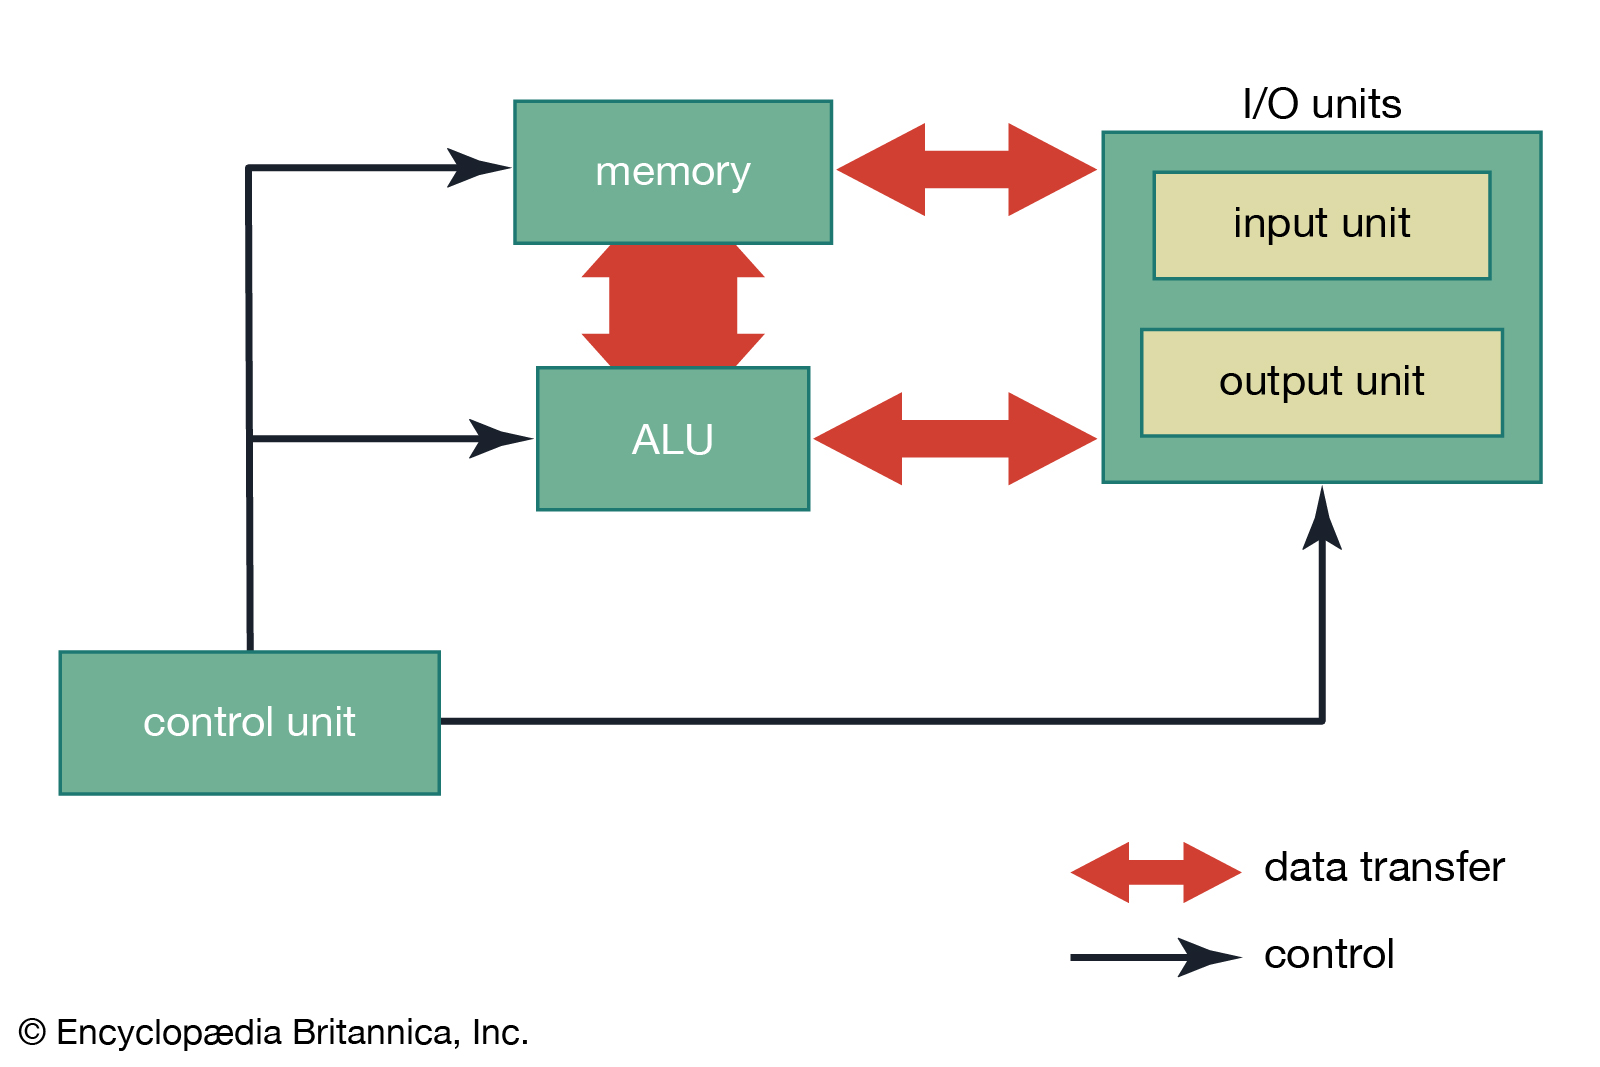 I/O units
memory
input unit
output unit
ALU
control unit
data transfer
control
© Encyclopædia Britannica, Inc.